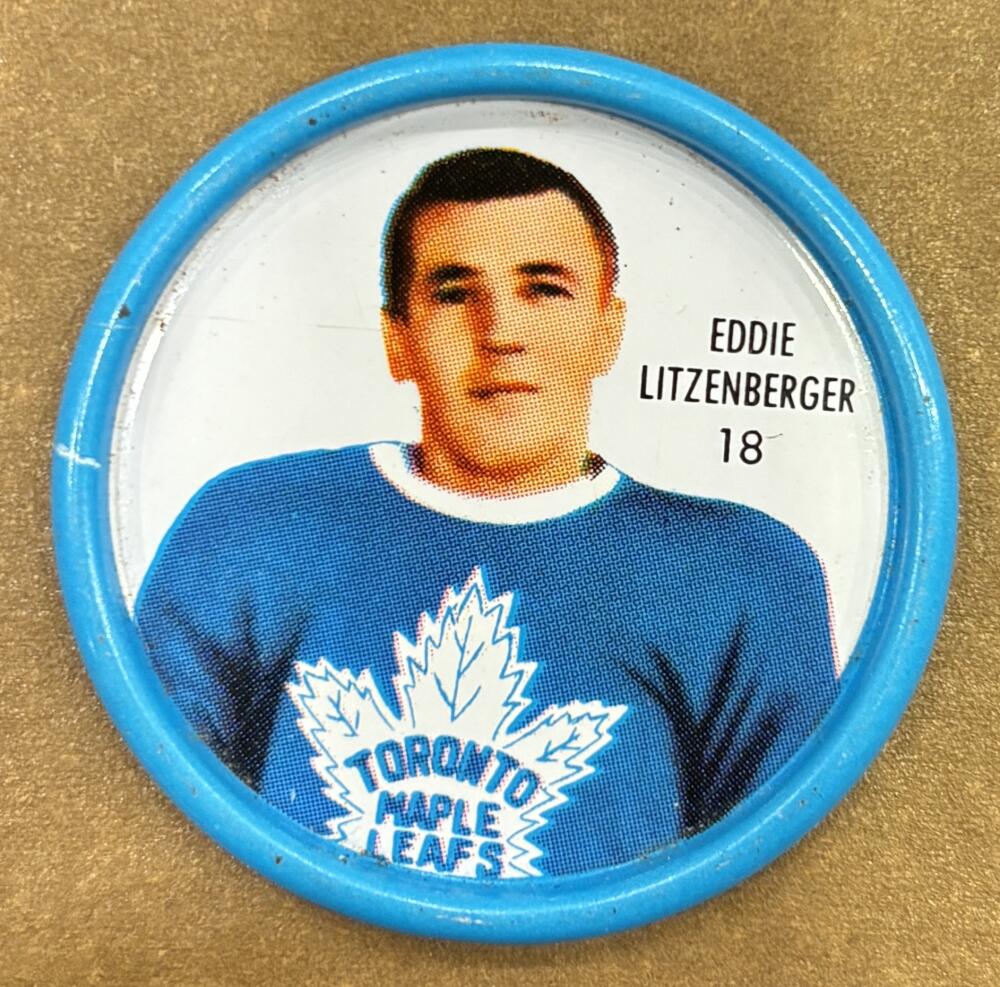 EDDIE
LITZENBERGER
18
TORONTO
MAPLE
LEAFS